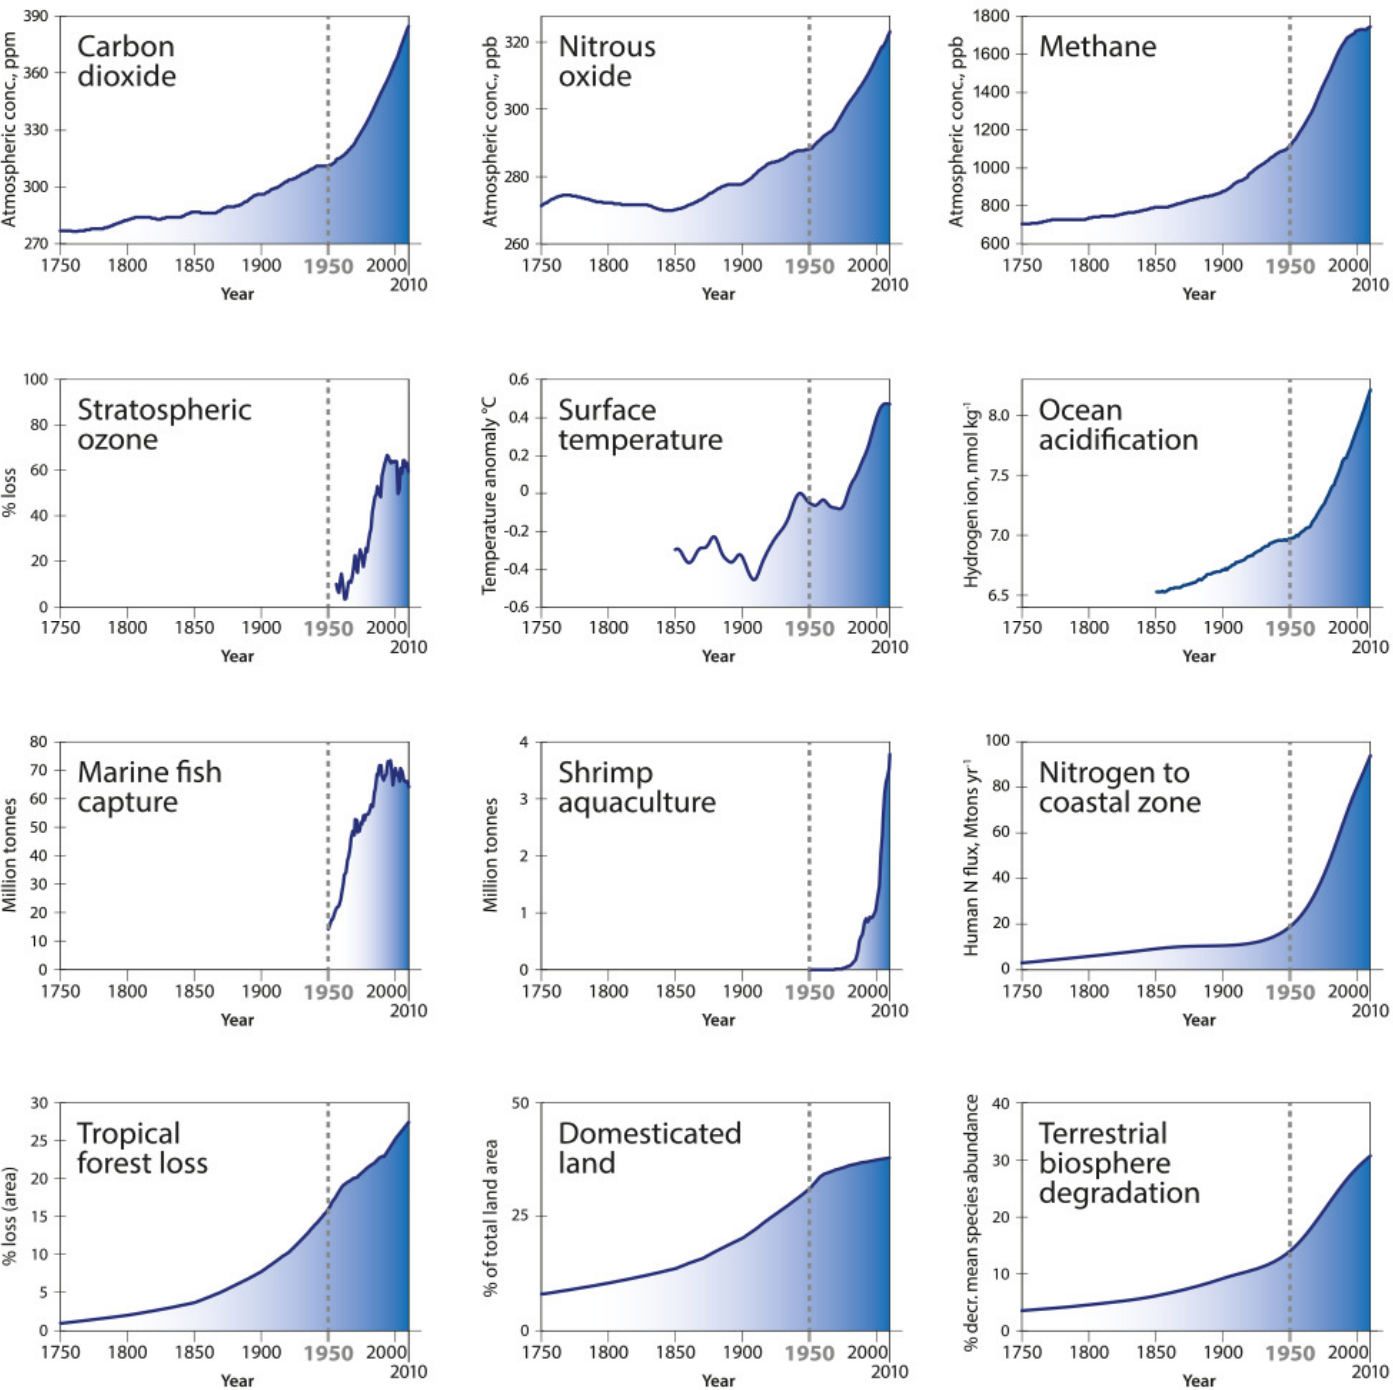 Carbon
dioxide
Atmospheric conc., ppm
390
360
330
300
270
1750 1800 1850 1900 1950 2000
2010
Year
Nitrous
oxide
Atmospheric conc., ppb
320
300
280
260
1750 1800 1850 1900 1950 2000
2010
Year
Methane
Atmospheric conc., ppb
1800
1600
1400
1200
1000
800
600
1750 1800 1850 1900 1950 2000
2010
Year
Stratospheric
ozone
% loss
100
80
60
40
20
0
1750 1800 1850 1900 1950 2000
2010
Year
Surface
temperature
Temperature anomaly °C
0.6
0.4
0.2
0
-0.2
-0.4
-0.6
1750 1800 1850 1900 1950 2000
2010
Year
Ocean
acidification
Hydrogen ion, nmol kg⁻¹
8.0
7.5
7.0
6.5
1750 1800 1850 1900 1950 2000
2010
Year
Marine fish
capture
Million tonnes
80
70
60
50
40
30
20
10
0
1750 1800 1850 1900 1950 2000
2010
Year
Shrimp
aquaculture
Million tonnes
4
3
2
1
0
1750 1800 1850 1900 1950 2000
2010
Year
Nitrogen to
coastal zone
Human N flux, Mtons yr⁻¹
100
80
60
40
20
0
1750 1800 1850 1900 1950 2000
2010
Year
Tropical
forest loss
% loss (area)
30
25
20
15
10
5
0
1750 1800 1850 1900 1950 2000
2010
Year
Domesticated
land
% of total land area
50
25
0
1750 1800 1850 1900 1950 2000
2010
Year
Terrestrial
biosphere
degradation
% decr. mean species abundance
40
30
20
10
0
1750 1800 1850 1900 1950 2000
2010
Year